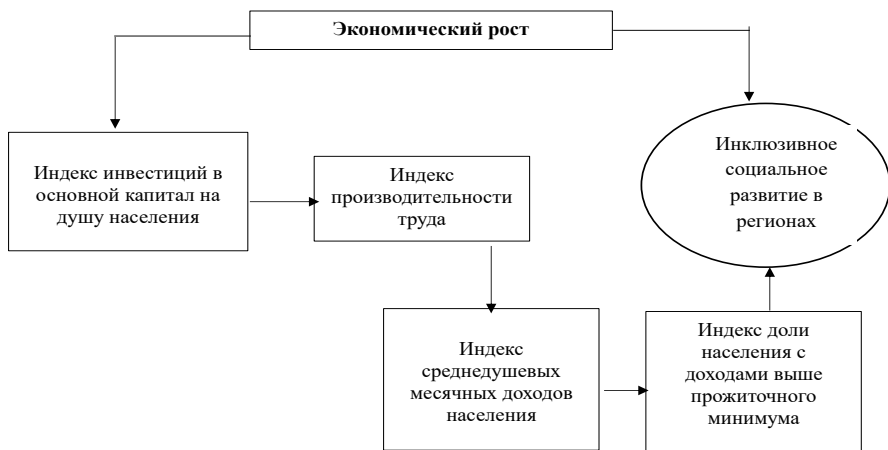 Экономический рост
Инклюзивное
социальное
развитие в
регионах
Индекс инвестиций в
основной капитал на
душу населения
Индекс
производительности
труда
Индекс
среднедушевых
месячных доходов
населения
Индекс доли
населения с
доходами выше
прожиточного
минимума